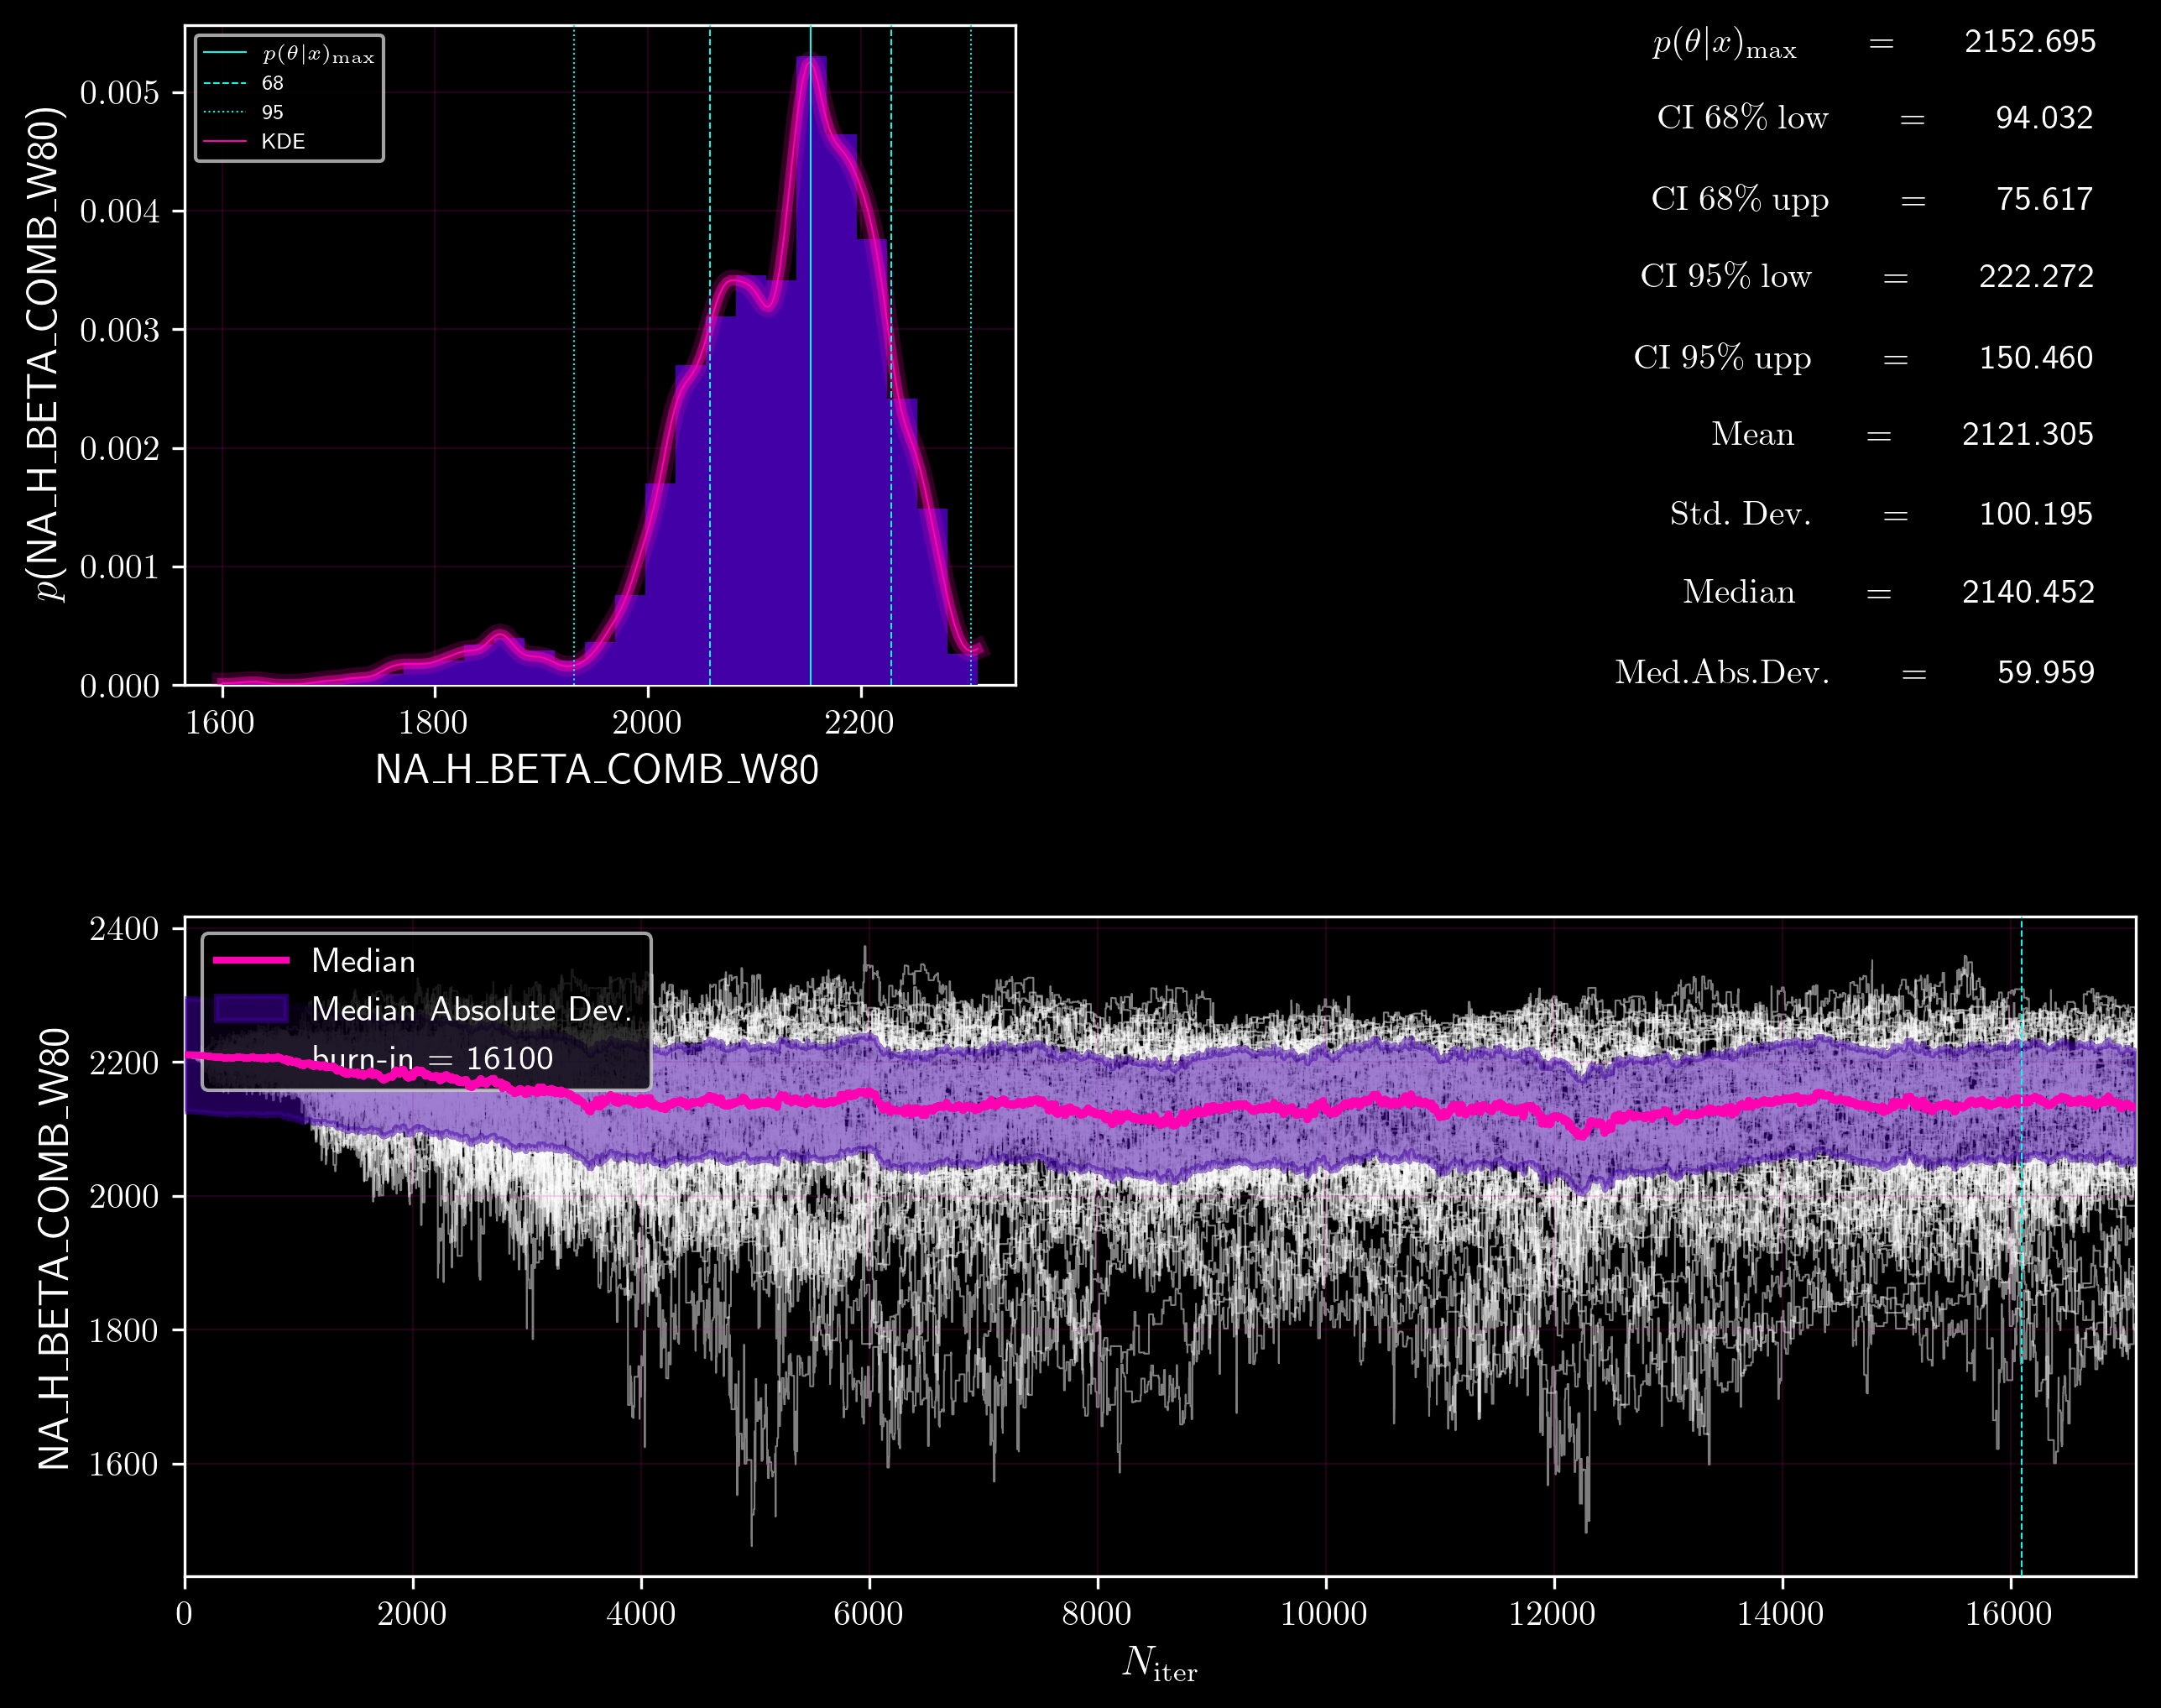 p(θ|x)max
68
95
KDE
0.005
0.004
0.003
0.002
0.001
0.000
p(NA_H_BETA_COMB_W80)
1600 1800 2000 2200
NA_H_BETA_COMB_W80
p(θ|x)max = 2152.695
CI 68% low = 94.032
CI 68% upp = 75.617
CI 95% low = 222.272
CI 95% upp = 150.460
Mean = 2121.305
Std. Dev. = 100.195
Median = 2140.452
Med.Abs.Dev. = 59.959
Median
Median Absolute Dev.
burn-in = 16100
2400
2200
2000
1800
1600
NA_H_BETA_COMB_W80
0 2000 4000 6000 8000 10000 12000 14000 16000
Niter